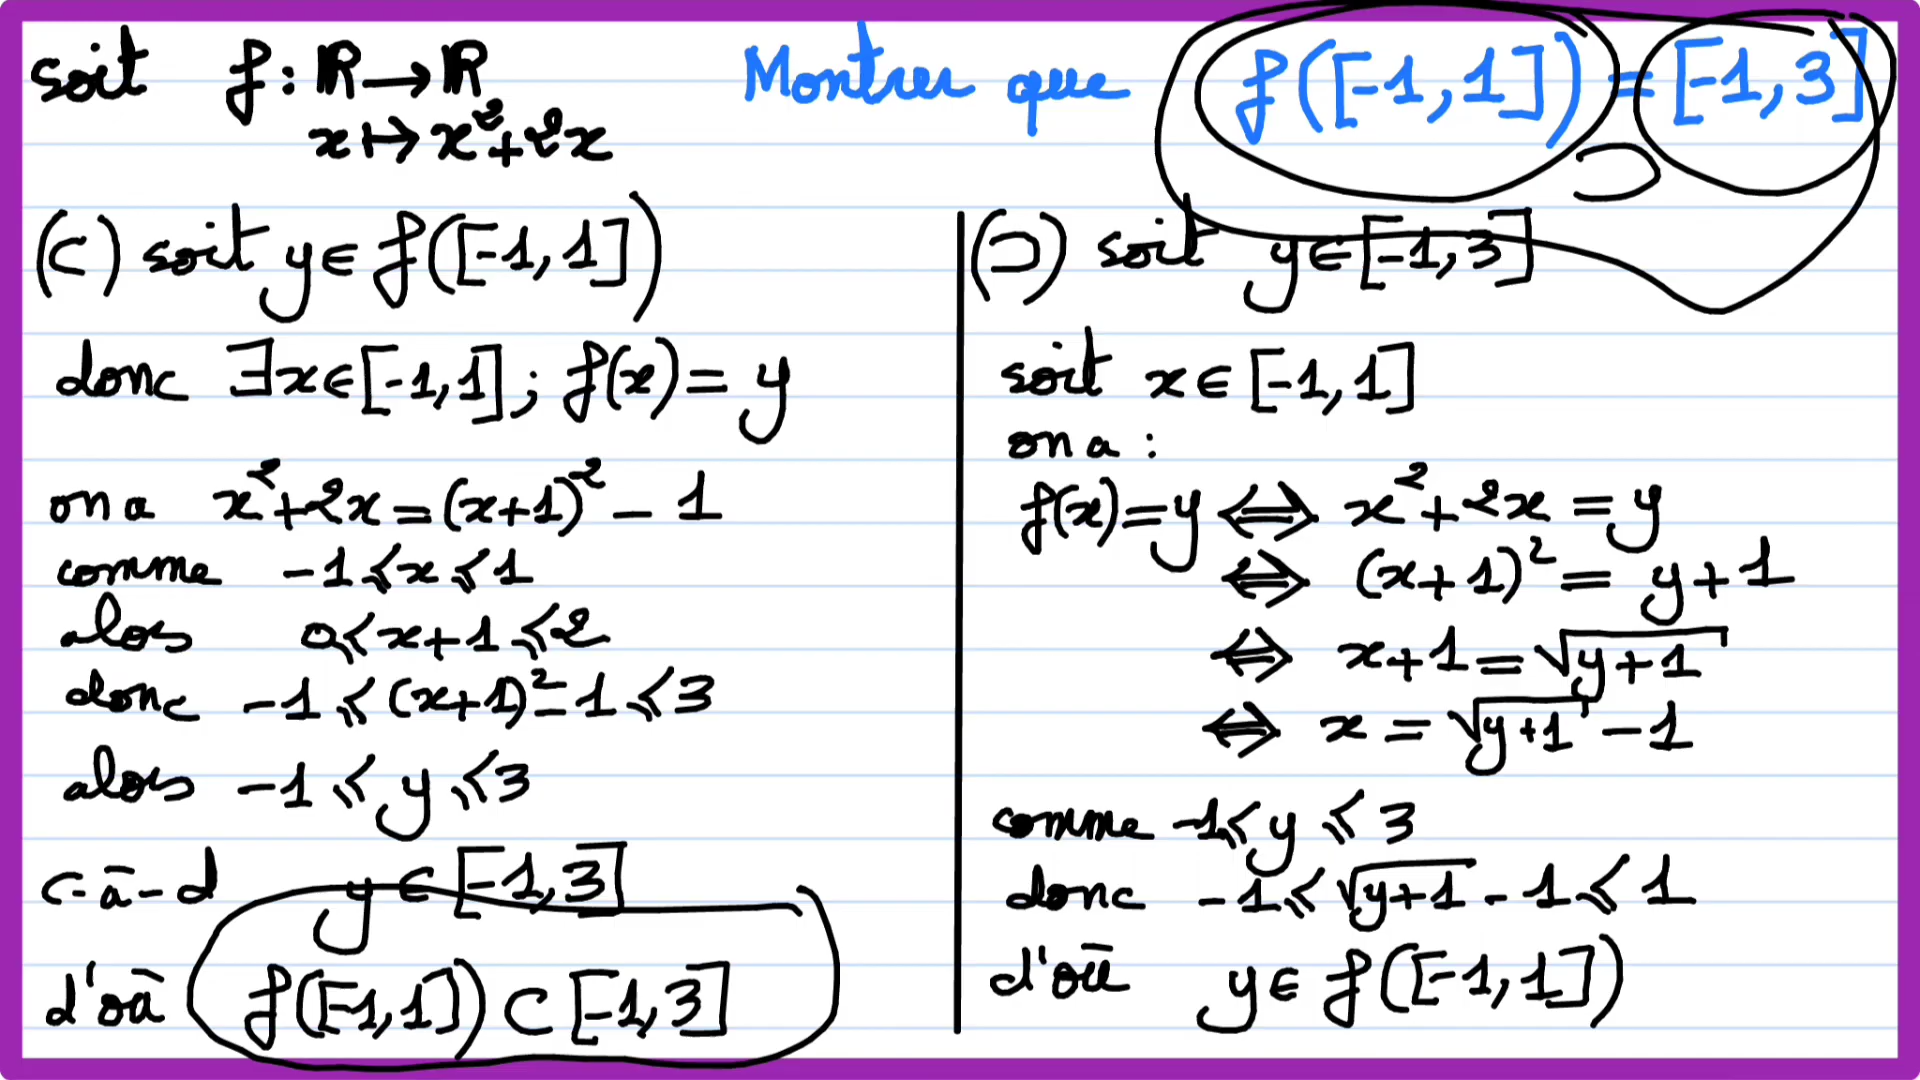 soit f: ℝ → ℝ
x ↦ x²+2x
Montrer que f([-1,1]) = [-1,3]
⊃
(⊂) soit y∈ f([-1,1])
donc ∃x∈[-1,1]; f(x)= y
on a x²+2x = (x+1)² - 1
comme -1 ⩽ x ⩽ 1
alors 0 ⩽ x+1 ⩽ 2
donc -1 ⩽ (x+1)²-1 ⩽ 3
alors -1 ⩽ y ⩽ 3
c-à-d y ∈ [-1,3]
d'où f([-1,1]) ⊂ [-1,3]
(⊃) soit y∈[-1,3]
soit x∈[-1,1]
on a :
f(x)=y ⟺ x²+2x = y
⟺ (x+1)² = y+1
⟺ x+1 = √(y+1)
⟺ x = √(y+1) - 1
comme -1 ⩽ y ⩽ 3
donc -1 ⩽ √(y+1) - 1 ⩽ 1
d'où y∈ f([-1,1])